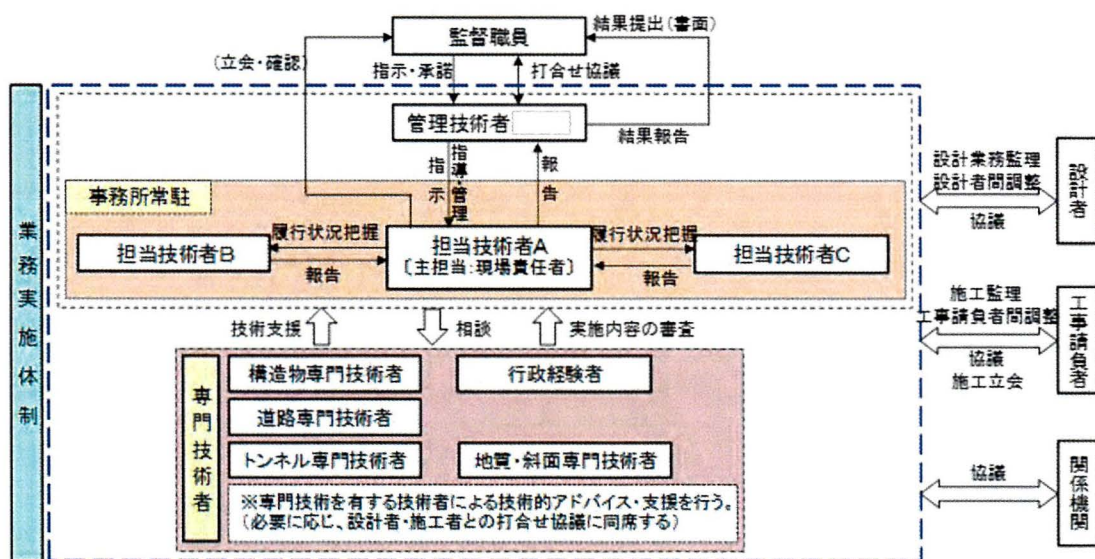 監督職員
結果提出(書面)
(立会・確認)
指示・承諾
打合せ協議
管理技術者
結果報告
指示
指導・管理
報告
事務所常駐
業務実施体制
担当技術者B
履行状況把握
報告
担当技術者A
〔主担当:現場責任者〕
履行状況把握
報告
担当技術者C
設計業務監理
設計者間調整
協議
設計者
技術支援
相談
実施内容の審査
施工監理
工事請負者間調整
協議
施工立会
工事請負者
専門技術者
構造物専門技術者
行政経験者
道路専門技術者
トンネル専門技術者
地質・斜面専門技術者
※専門技術を有する技術者による技術的アドバイス・支援を行う。
(必要に応じ、設計者・施工者との打合せ協議に同席する)
協議
関係機関